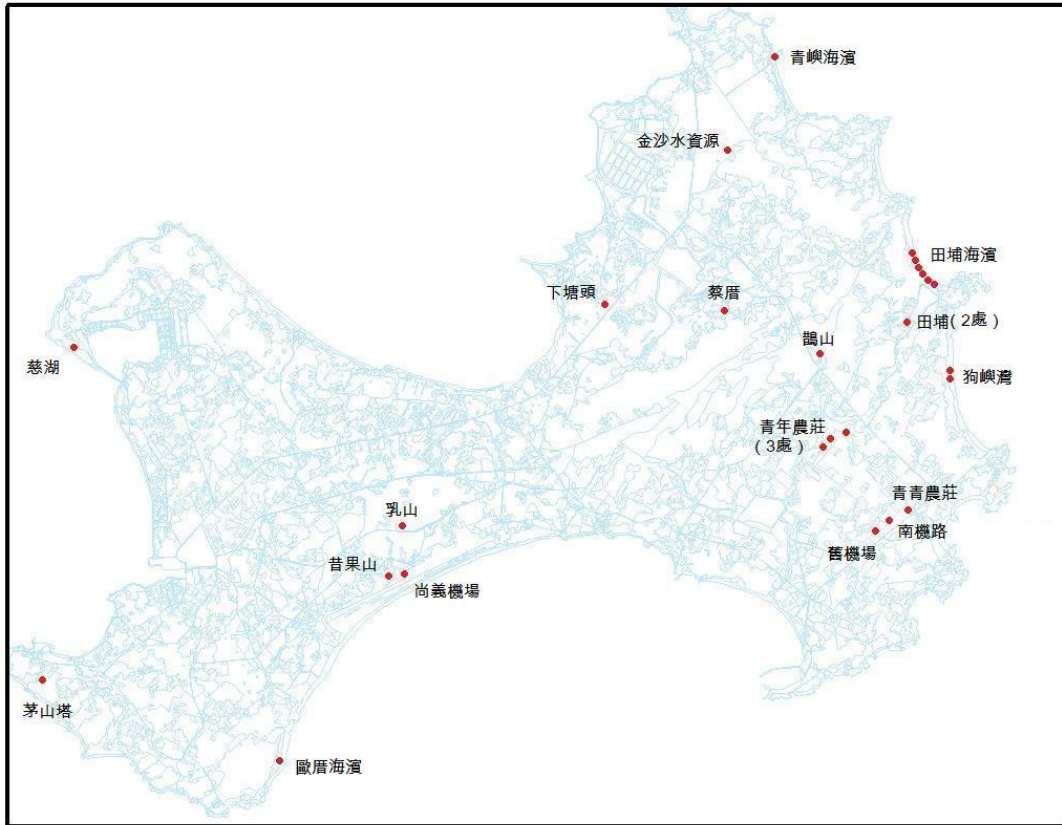 青嶼海濱
金沙水資源
田埔海濱
下塘頭
蔡厝
田埔(2處)
鵲山
慈湖
狗嶼灣
青年農莊
(3處)
青青農莊
乳山
南機路
舊機場
昔果山
尚義機場
茅山塔
歐厝海濱